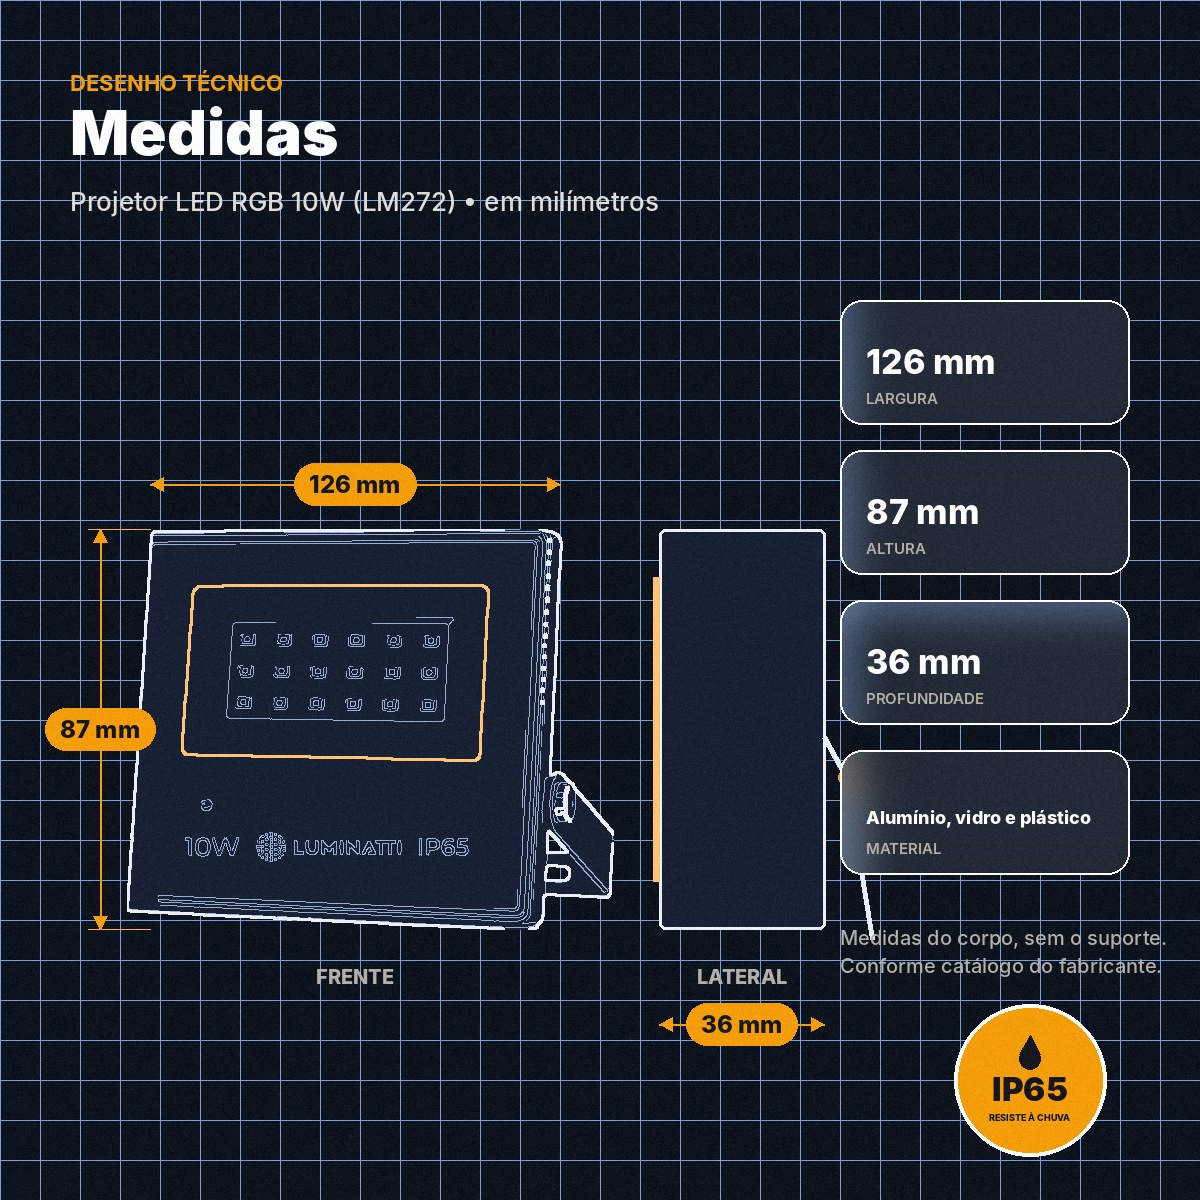 DESENHO TÉCNICO
Medidas
Projetor LED RGB 10W (LM272) • em milímetros
126 mm
LARGURA
87 mm
ALTURA
36 mm
PROFUNDIDADE
Alumínio, vidro e plástico
MATERIAL
126 mm
87 mm
10W LUMINATTI IP65
FRENTE
LATERAL
36 mm
Medidas do corpo, sem o suporte.
Conforme catálogo do fabricante.
IP65
RESISTE À CHUVA